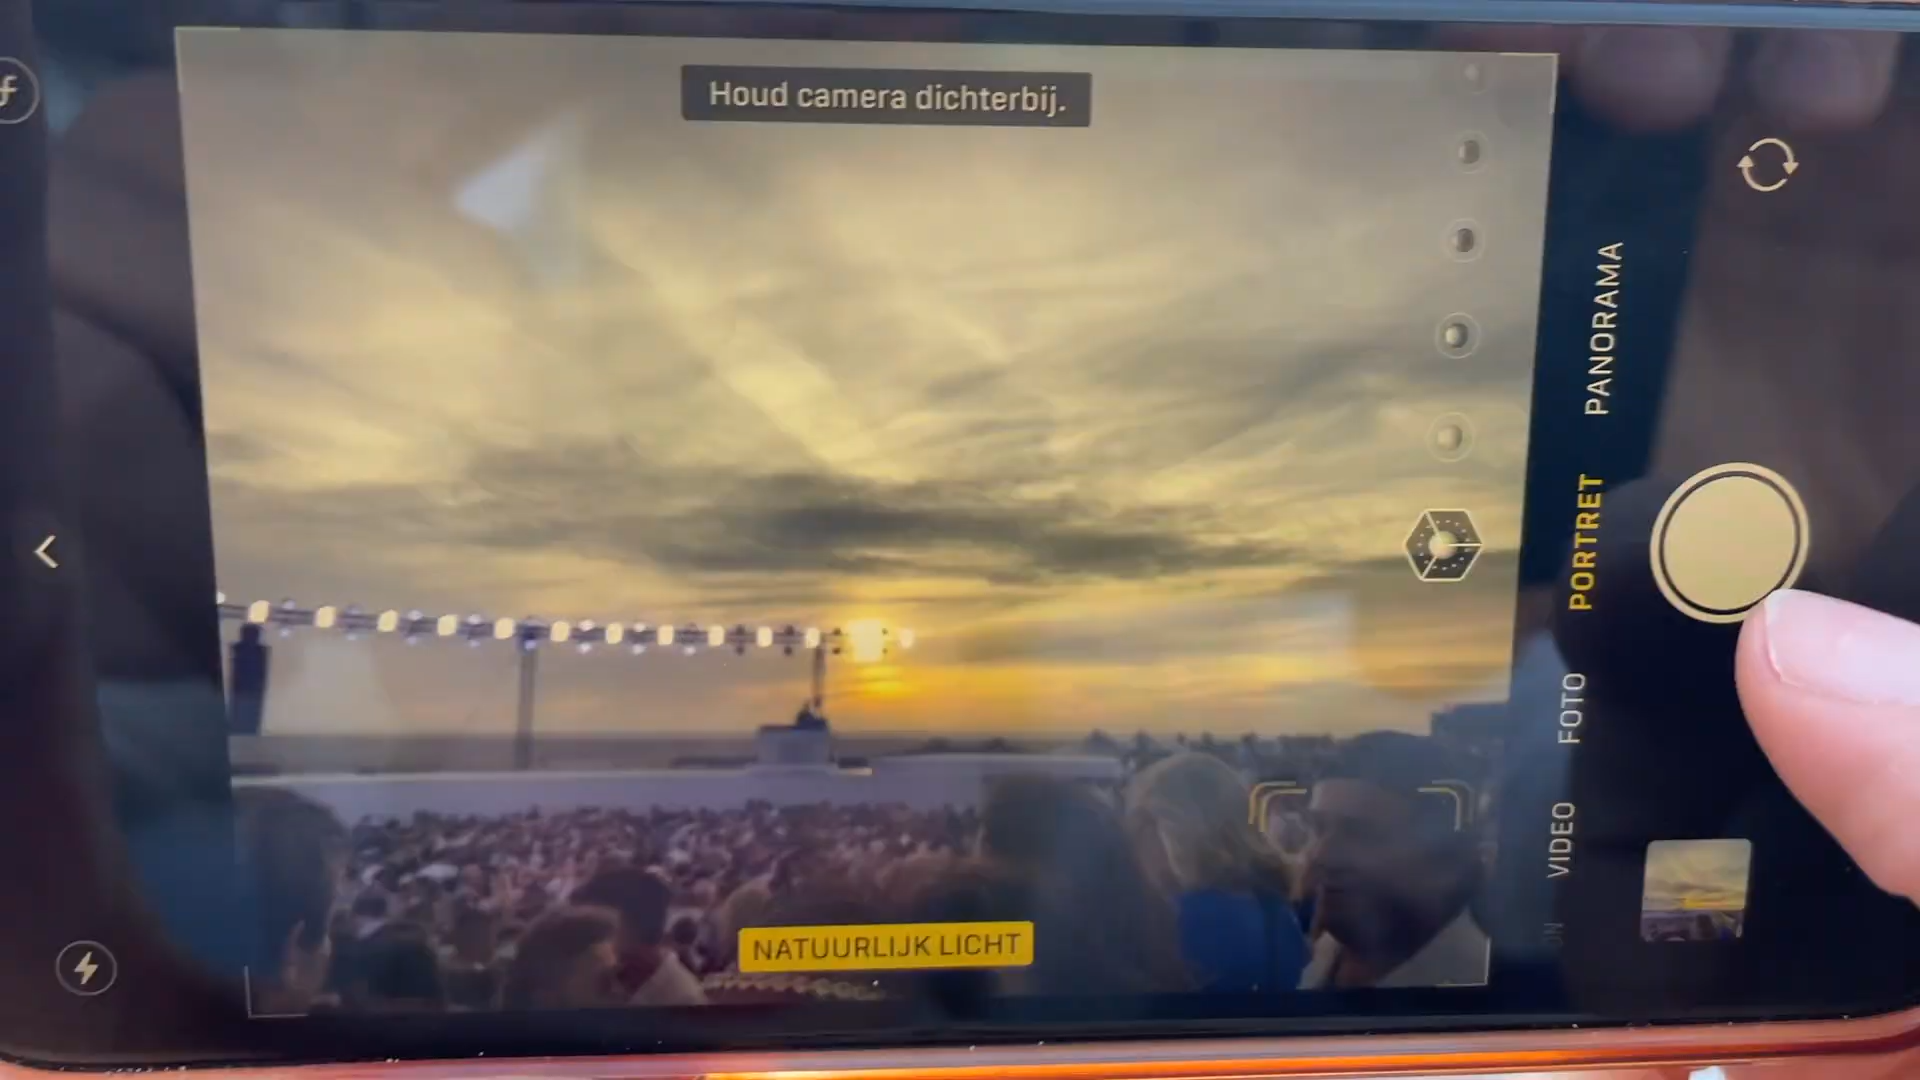 Houd camera dichterbij.
PANORAMA
PORTRET
FOTO
VIDEO
NATUURLIJK LICHT